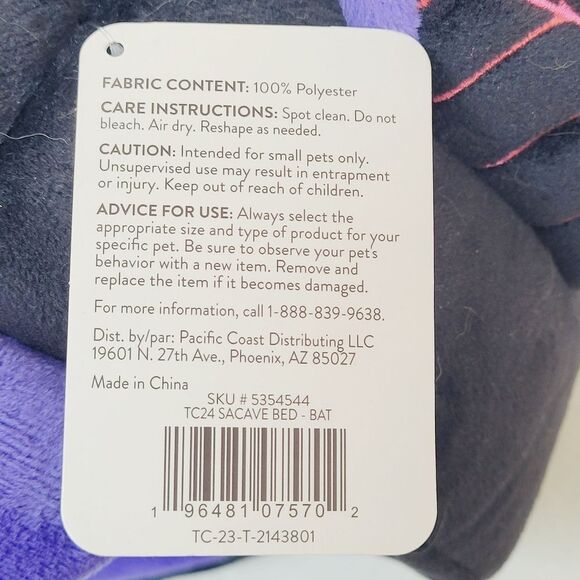 FABRIC CONTENT: 100% Polyester
CARE INSTRUCTIONS: Spot clean. Do not
bleach. Air dry. Reshape as needed.
CAUTION: Intended for small pets only.
Unsupervised use may result in entrapment
or injury. Keep out of reach of children.
ADVICE FOR USE: Always select the
appropriate size and type of product for your
specific pet. Be sure to observe your pet's
behavior with a new item. Remove and
replace the item if it becomes damaged.
For more information, call 1-888-839-9638.
Dist. by/par: Pacific Coast Distributing LLC
19601 N. 27th Ave., Phoenix, AZ 85027
Made in China
SKU # 5354544
TC24 SACAVE BED - BAT
1 96481 07570 2
TC-23-T-2143801